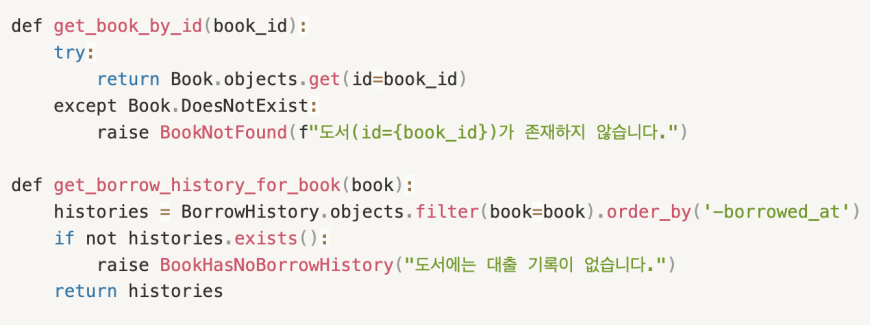 def get_book_by_id(book_id):
    try:
        return Book.objects.get(id=book_id)
    except Book.DoesNotExist:
        raise BookNotFound(f"도서(id={book_id})가 존재하지 않습니다.")

def get_borrow_history_for_book(book):
    histories = BorrowHistory.objects.filter(book=book).order_by('-borrowed_at')
    if not histories.exists():
        raise BookHasNoBorrowHistory("도서에는 대출 기록이 없습니다.")
    return histories